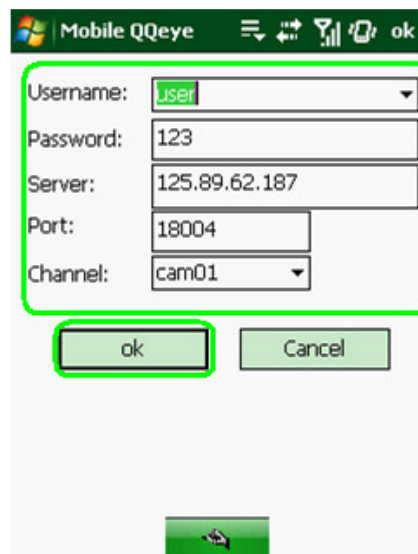 Mobile QQeye ok
Username: user
Password: 123
Server: 125.89.62.187
Port: 18004
Channel: cam01
ok Cancel